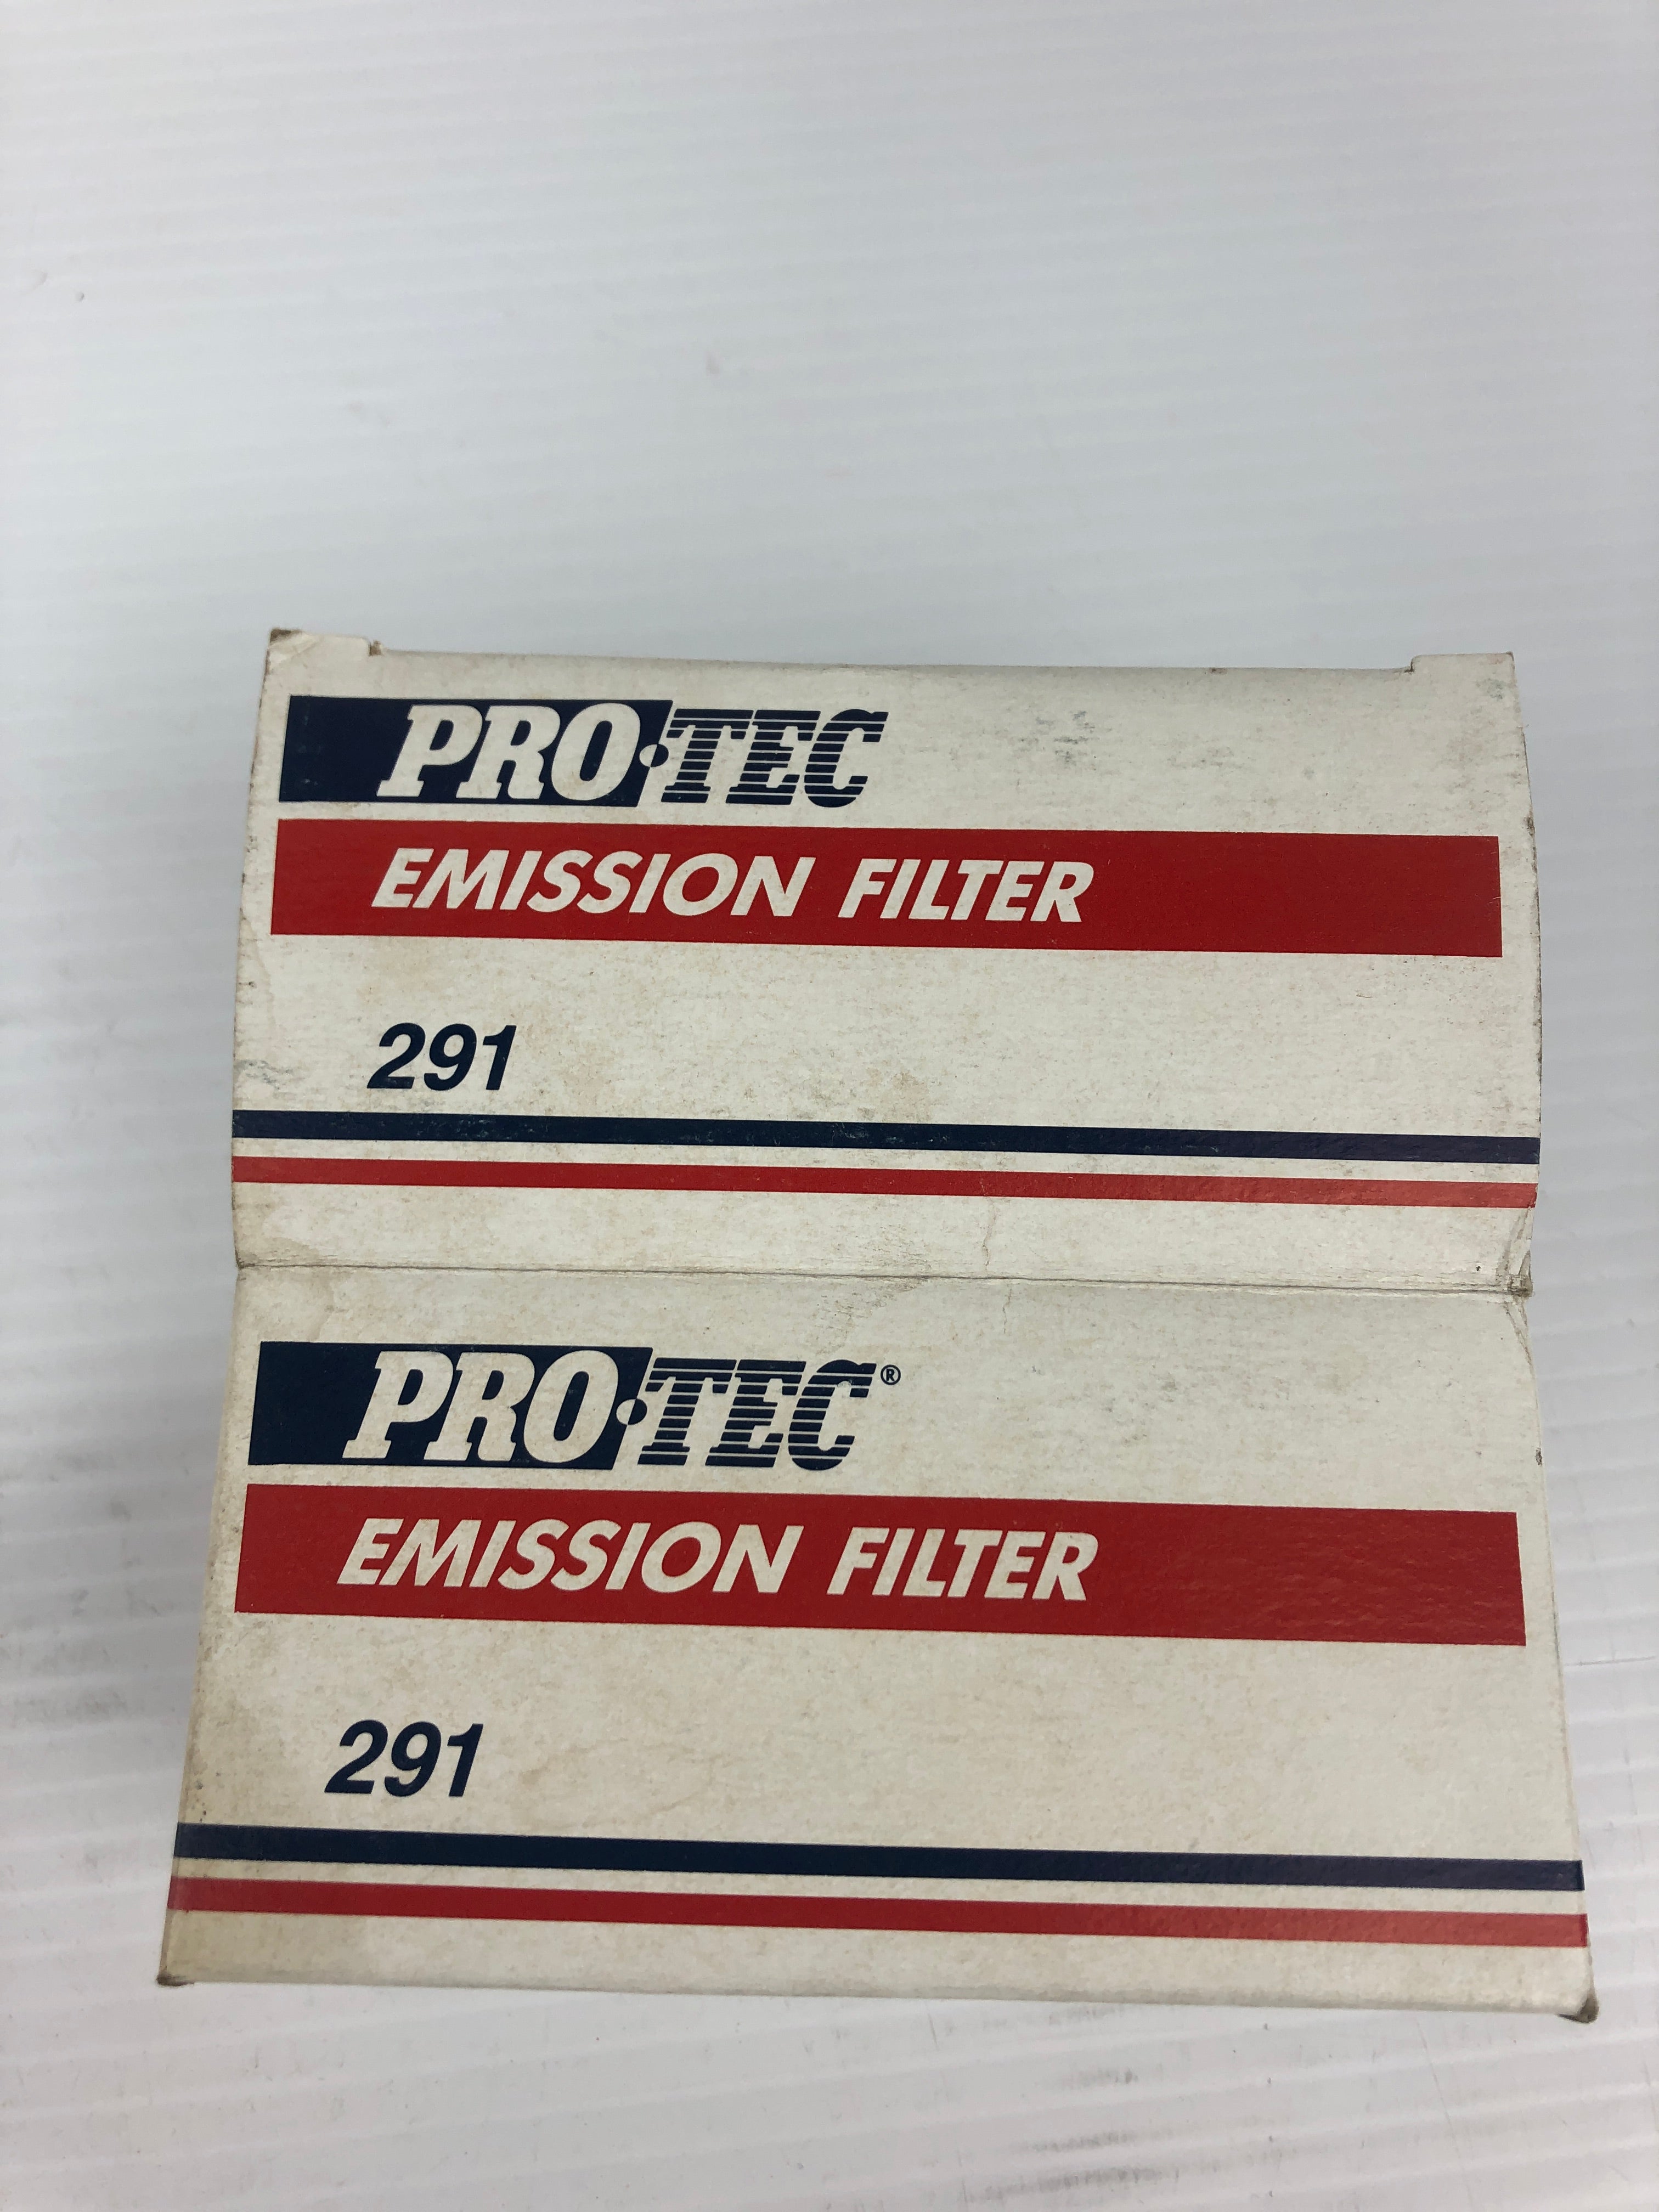 PRO·TEC
EMISSION FILTER
291
PRO·TEC®
EMISSION FILTER
291